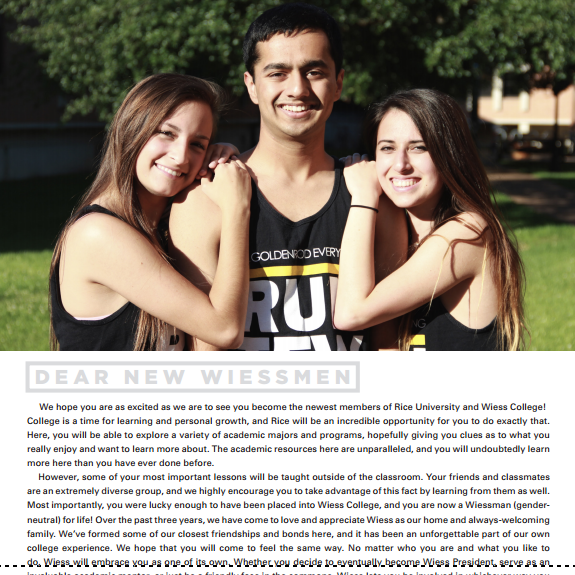 GOLDENROD EVERY
RU
DEAR NEW WIESSMEN
We hope you are as excited as we are to see you become the newest members of Rice University and Wiess College!
College is a time for learning and personal growth, and Rice will be an incredible opportunity for you to do exactly that.
Here, you will be able to explore a variety of academic majors and programs, hopefully giving you clues as to what you
really enjoy and want to learn more about. The academic resources here are unparalleled, and you will undoubtedly learn
more here than you have ever done before.
However, some of your most important lessons will be taught outside of the classroom. Your friends and classmates
are an extremely diverse group, and we highly encourage you to take advantage of this fact by learning from them as well.
Most importantly, you were lucky enough to have been placed into Wiess College, and you are now a Wiessman (gender-
neutral) for life! Over the past three years, we have come to love and appreciate Wiess as our home and always-welcoming
family. We've formed some of our closest friendships and bonds here, and it has been an unforgettable part of our own
college experience. We hope that you will come to feel the same way. No matter who you are and what you like to
do, Wiess will embrace you as one of its own. Whether you decide to eventually become Wiess President, serve as an